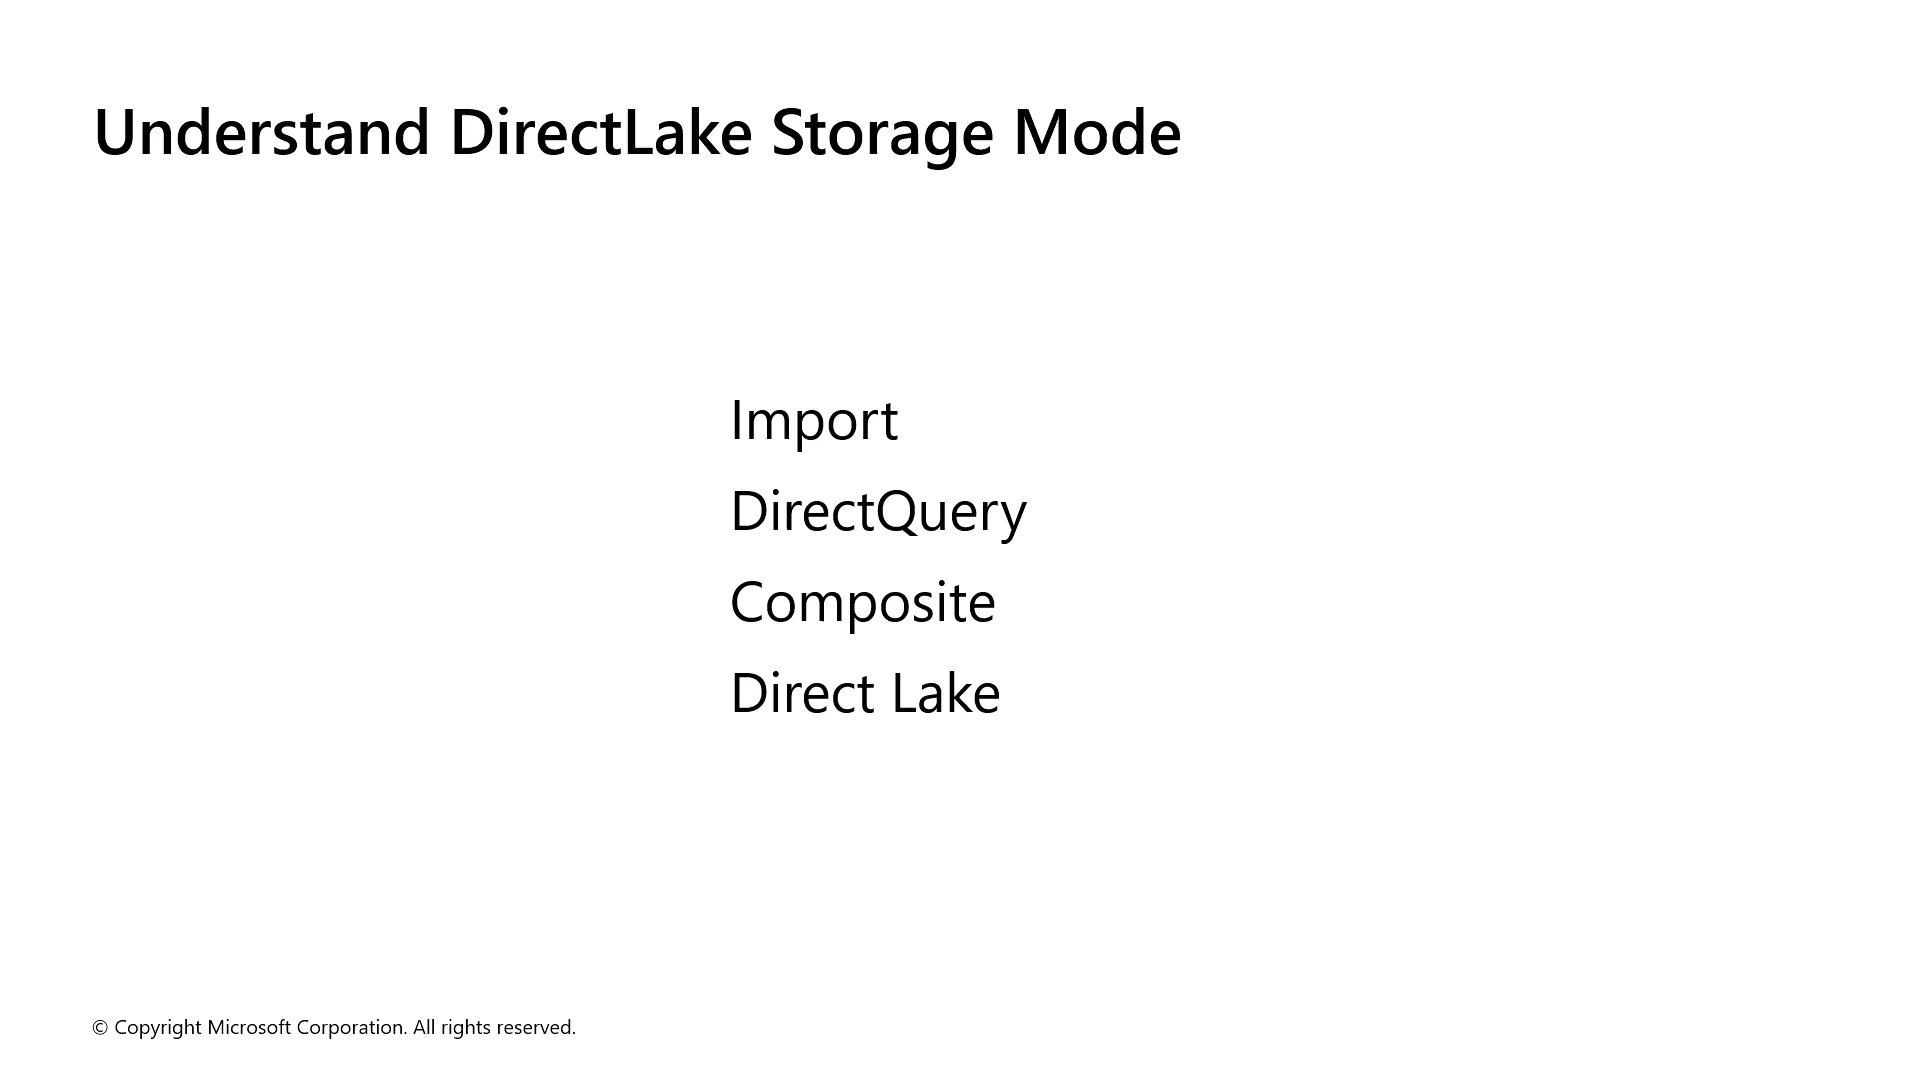 Understand DirectLake Storage Mode
Import
DirectQuery
Composite
Direct Lake
© Copyright Microsoft Corporation. All rights reserved.